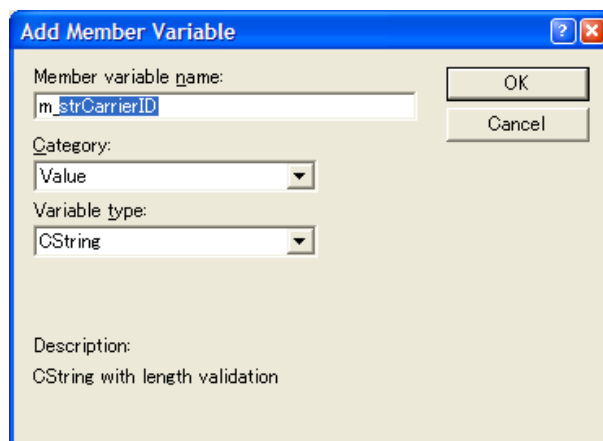 Add Member Variable
Member variable name:
m_strCarrierID
OK
Cancel
Category:
Value
Variable type:
CString
Description:
CString with length validation